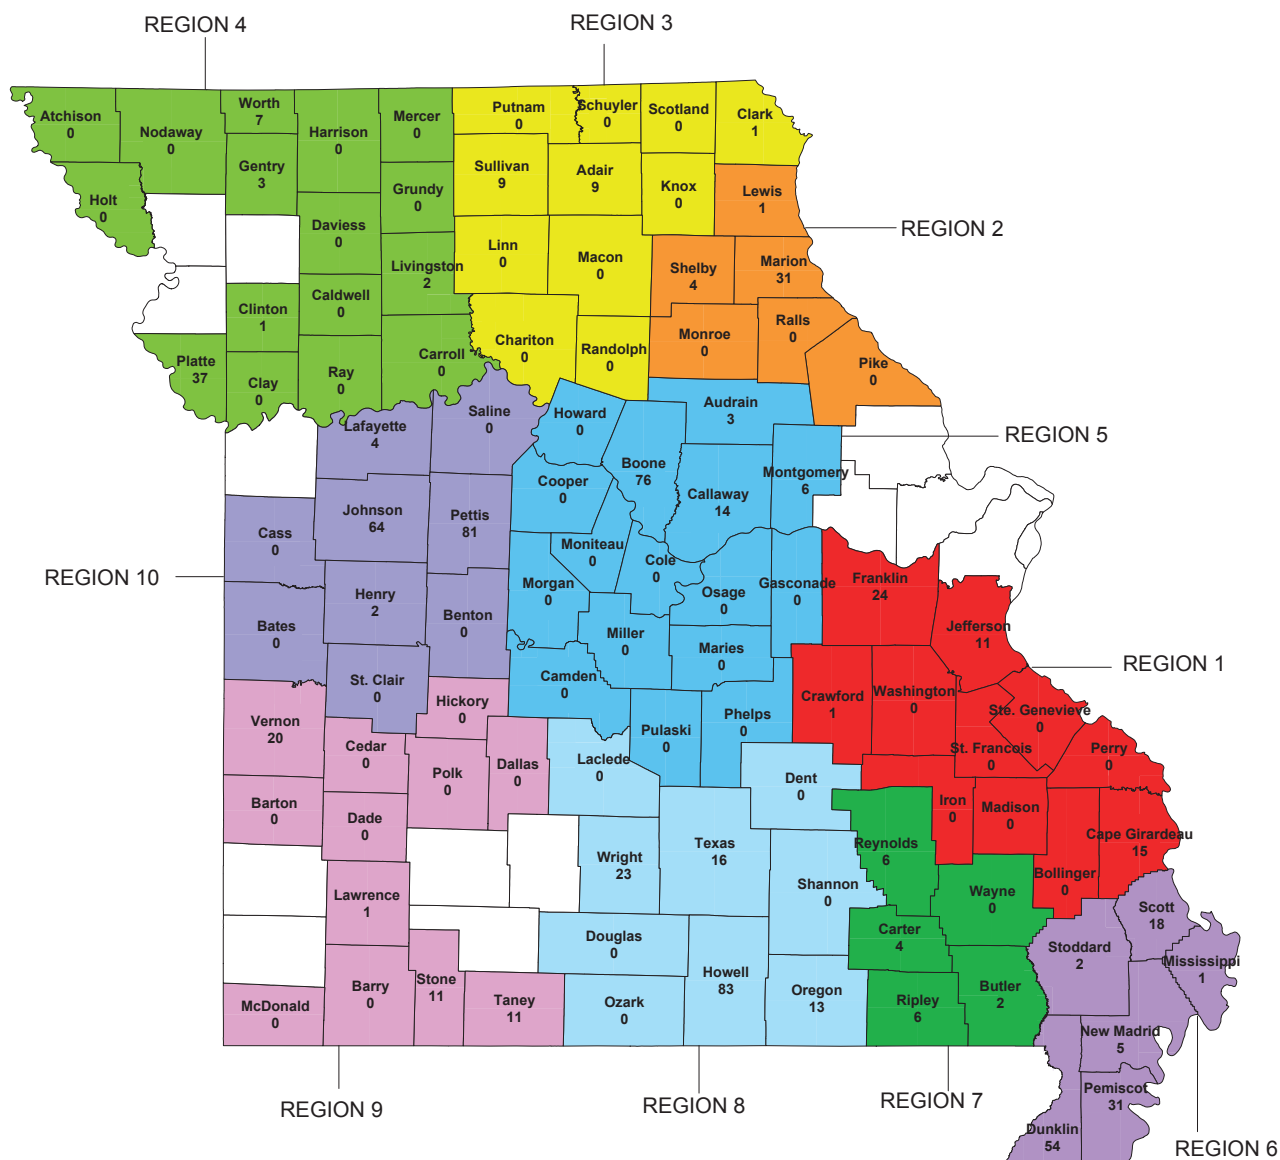 REGION 4
REGION 3
Atchison
0
Nodaway
0
Worth
7
Harrison
0
Mercer
0
Putnam
0
Schuyler
0
Scotland
0
Clark
1
Gentry
3
Grundy
0
Sullivan
9
Adair
9
Knox
0
Lewis
1
Holt
0
Daviess
0
REGION 2
Livingston
2
Linn
0
Macon
0
Shelby
4
Marion
31
Clinton
1
Caldwell
0
Chariton
0
Randolph
0
Monroe
0
Ralls
0
Pike
0
Platte
37
Clay
0
Ray
0
Carroll
0
Lafayette
4
Saline
0
Howard
0
Audrain
3
REGION 5
Boone
76
Callaway
14
Montgomery
6
Cooper
0
Cass
0
Johnson
64
Pettis
81
Moniteau
0
Cole
0
Osage
0
Gasconade
0
Franklin
24
REGION 10
Morgan
0
Henry
2
Benton
0
Bates
0
Miller
0
Maries
0
Jefferson
11
REGION 1
St. Clair
0
Camden
0
Hickory
0
Vernon
20
Pulaski
0
Phelps
0
Crawford
1
Washington
0
Ste. Genevieve
0
St. Francois
0
Perry
0
Cedar
0
Polk
0
Dallas
0
Laclede
0
Dent
0
Iron
0
Madison
0
Barton
0
Dade
0
Cape Girardeau
15
Reynolds
6
Bollinger
0
Wright
23
Texas
16
Shannon
0
Wayne
0
Lawrence
1
Carter
4
Scott
18
Stoddard
2
Mississippi
1
Douglas
0
Howell
83
Oregon
13
Ozark
0
Barry
0
Stone
11
Taney
11
McDonald
0
Ripley
6
Butler
2
New Madrid
5
Pemiscot
31
Dunklin
54
REGION 9
REGION 8
REGION 7
REGION 6